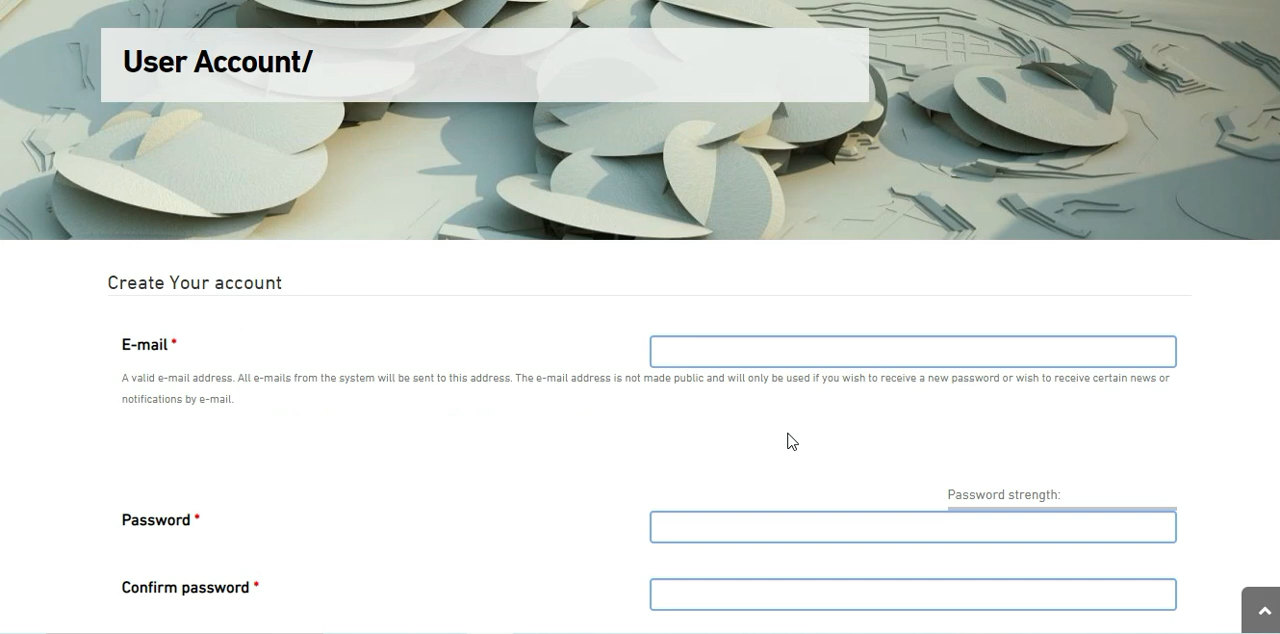 User Account/
Create Your account
E-mail *
A valid e-mail address. All e-mails from the system will be sent to this address. The e-mail address is not made public and will only be used if you wish to receive a new password or wish to receive certain news or
notifications by e-mail.
Password strength:
Password *
Confirm password *